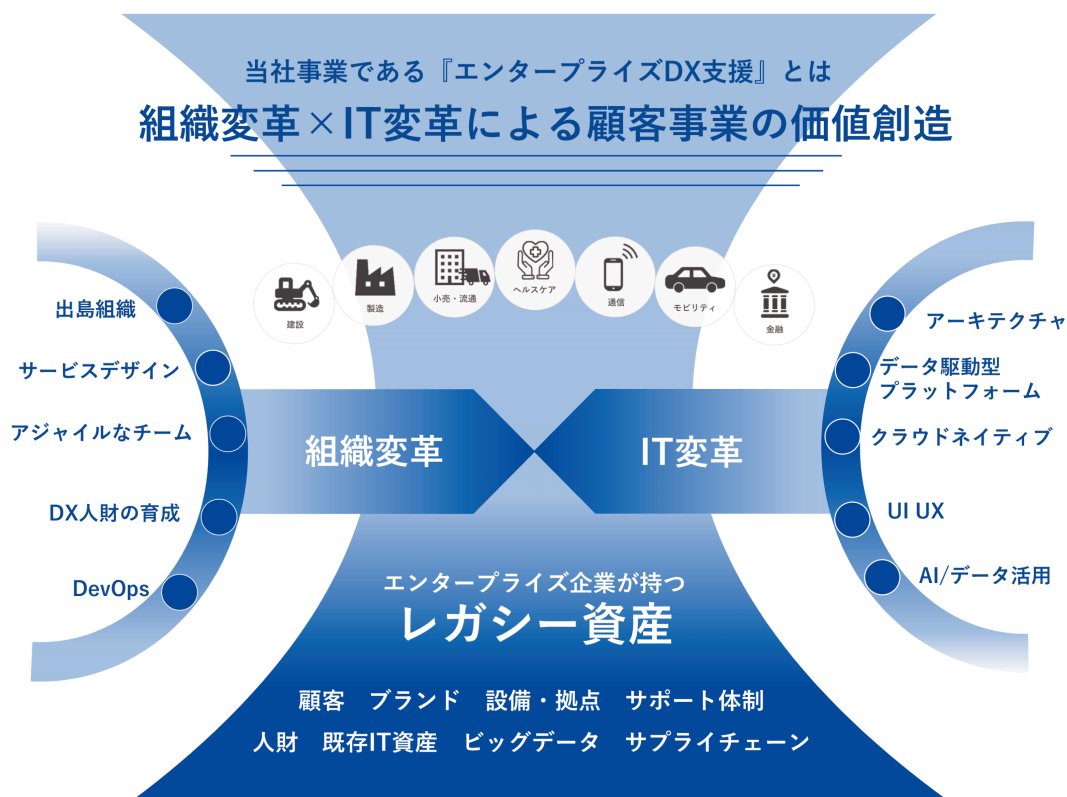 当社事業である『エンタープライズDX支援』とは
組織変革×IT変革による顧客事業の価値創造
建設
製造
小売・流通
ヘルスケア
通信
モビリティ
金融
出島組織
サービスデザイン
アジャイルなチーム
DX人財の育成
DevOps
組織変革
IT変革
アーキテクチャ
データ駆動型
プラットフォーム
クラウドネイティブ
UI UX
AI/データ活用
エンタープライズ企業が持つ
レガシー資産
顧客 ブランド 設備・拠点 サポート体制
人財 既存IT資産 ビッグデータ サプライチェーン